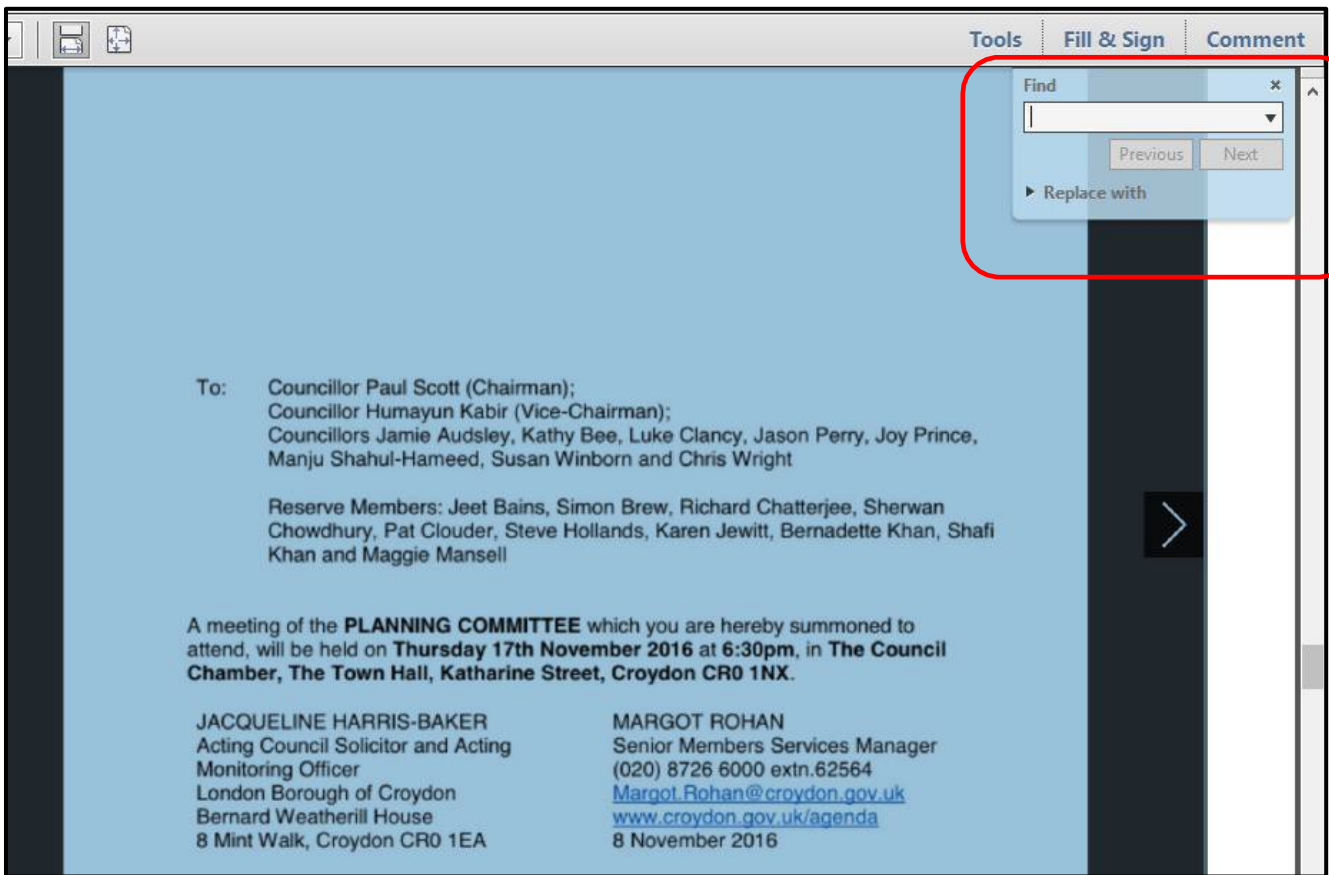 Tools Fill & Sign Comment
Find
Previous Next
Replace with
To: Councillor Paul Scott (Chairman);
Councillor Humayun Kabir (Vice-Chairman);
Councillors Jamie Audsley, Kathy Bee, Luke Clancy, Jason Perry, Joy Prince,
Manju Shahul-Hameed, Susan Winborn and Chris Wright
Reserve Members: Jeet Bains, Simon Brew, Richard Chatterjee, Sherwan
Chowdhury, Pat Clouder, Steve Hollands, Karen Jewitt, Bernadette Khan, Shafi
Khan and Maggie Mansell
A meeting of the PLANNING COMMITTEE which you are hereby summoned to
attend, will be held on Thursday 17th November 2016 at 6:30pm, in The Council
Chamber, The Town Hall, Katharine Street, Croydon CR0 1NX.
JACQUELINE HARRIS-BAKER
Acting Council Solicitor and Acting
Monitoring Officer
London Borough of Croydon
Bernard Weatherill House
8 Mint Walk, Croydon CR0 1EA
MARGOT ROHAN
Senior Members Services Manager
(020) 8726 6000 extn.62564
Margot.Rohan@croydon.gov.uk
www.croydon.gov.uk/agenda
8 November 2016